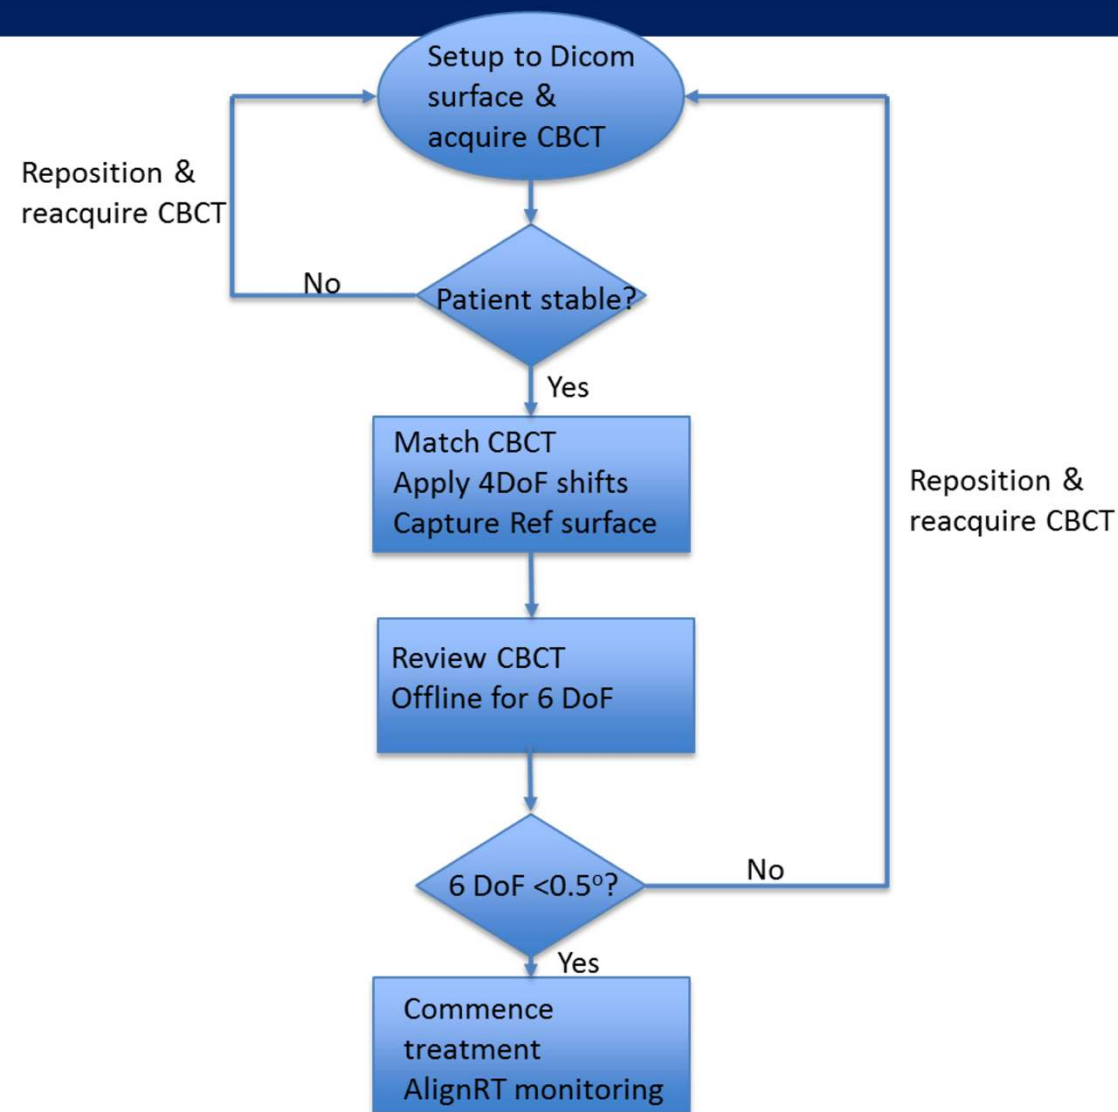 Setup to Dicom
surface &
acquire CBCT
Reposition &
reacquire CBCT
No
Patient stable?
Yes
Match CBCT
Apply 4DoF shifts
Capture Ref surface
Reposition &
reacquire CBCT
Review CBCT
Offline for 6 DoF
6 DoF <0.5º?
No
Yes
Commence
treatment
AlignRT monitoring